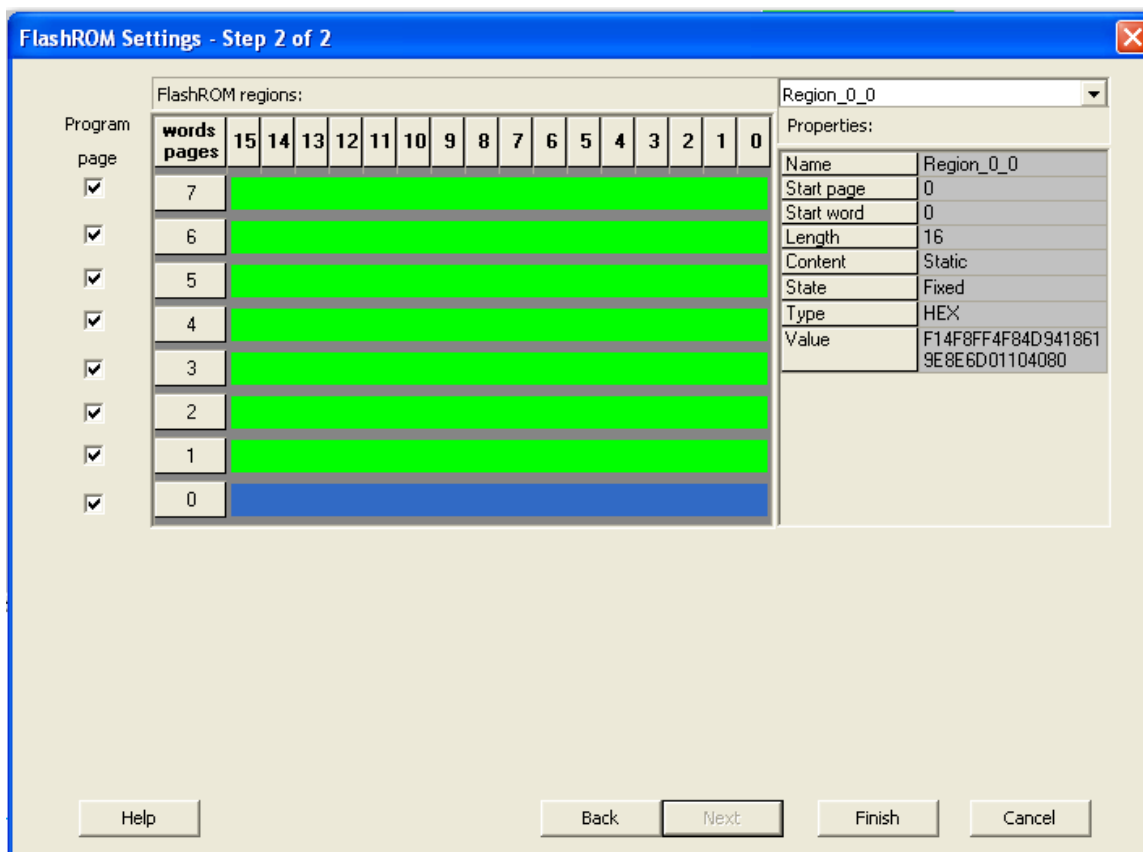 FlashROM Settings - Step 2 of 2
FlashROM regions:
Region_0_0
Program
page
words
pages
15 14 13 12 11 10 9 8 7 6 5 4 3 2 1 0
Properties:
7
6
5
4
3
2
1
0
Name Region_0_0
Start page 0
Start word 0
Length 16
Content Static
State Fixed
Type HEX
Value F14F8FF4F84D941861
9E8E6D01104080
Help Back Next Finish Cancel